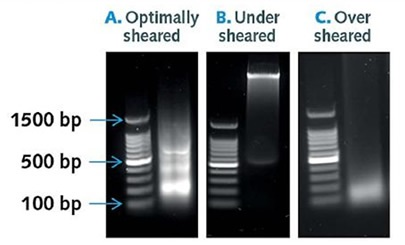 A. Optimally B. Under C. Over
sheared sheared sheared
1500 bp
500 bp
100 bp